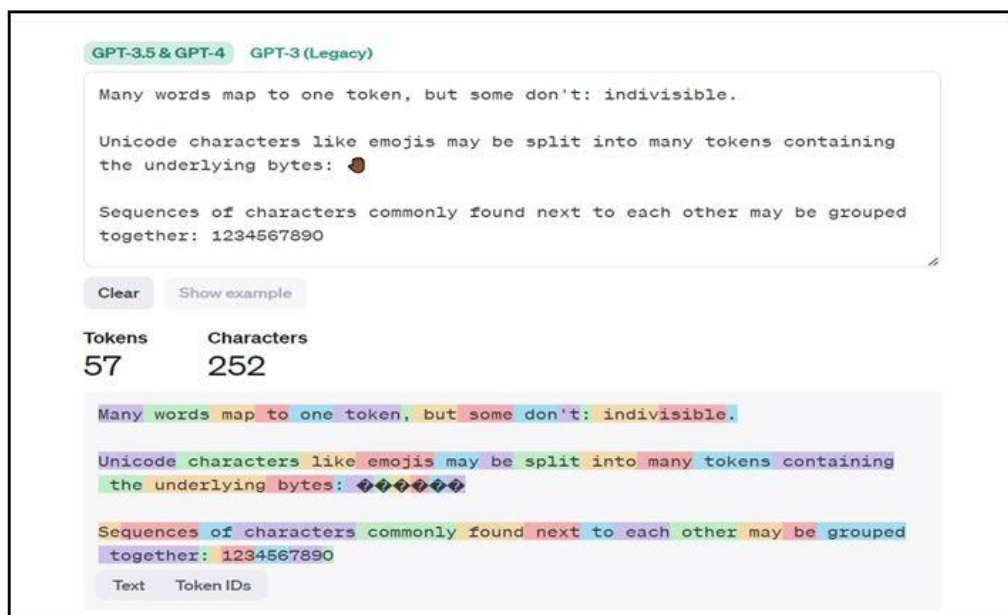 GPT-3.5 & GPT-4 GPT-3 (Legacy)
Many words map to one token, but some don't: indivisible.
Unicode characters like emojis may be split into many tokens containing
the underlying bytes: 🤚🏾
Sequences of characters commonly found next to each other may be grouped
together: 1234567890
Clear Show example
Tokens Characters
57 252
Many words map to one token, but some don't: indivisible.
Unicode characters like emojis may be split into many tokens containing
the underlying bytes: ������
Sequences of characters commonly found next to each other may be grouped
together: 1234567890
Text Token IDs